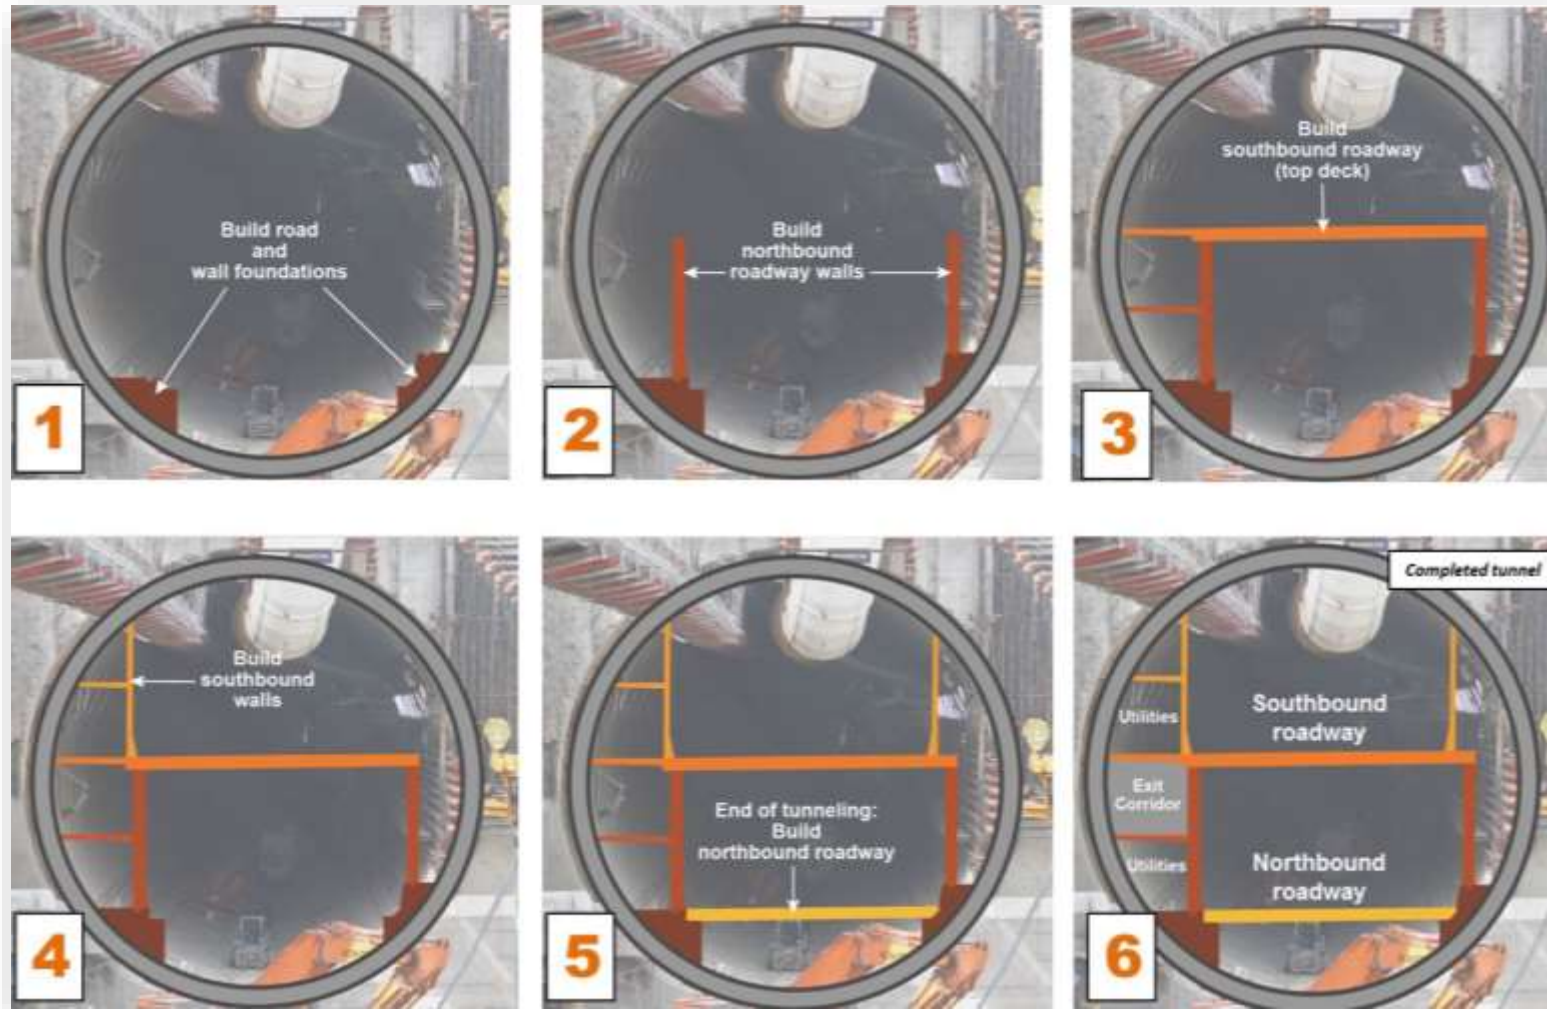 Build road
and
wall foundations
1
Build
northbound
roadway walls
2
Build
southbound roadway
(top deck)
3
Build
southbound
walls
4
End of tunneling:
Build
northbound roadway
5
Completed tunnel
Southbound
roadway
Utilities
Exit
Corridor
Utilities
Northbound
roadway
6